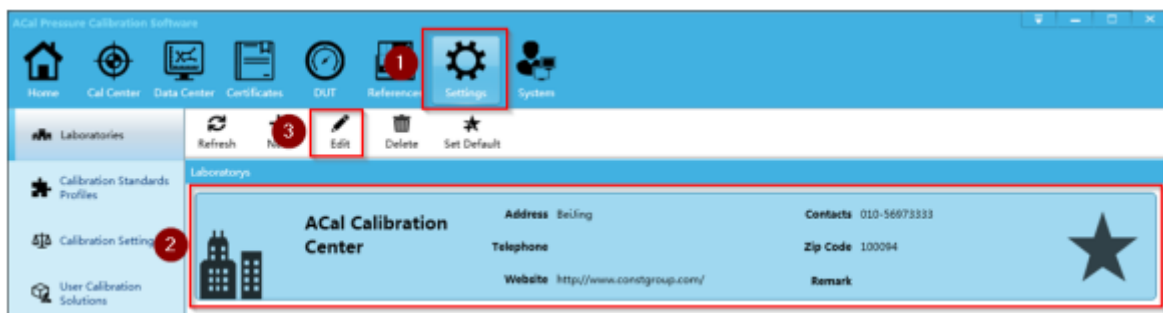 ACal Pressure Calibration Software
1
Home
Cal Center
Data Center
Certificates
DUT
References
Settings
System
3
Laboratories
Refresh
Edit
Delete
Set Default
Laboratorys
Calibration Standards
Profiles
ACal Calibration
Center
Address BeiJing
Contacts 010-56973333
Telephone
Zip Code 100094
Website http://www.constgroup.com/
Remark
2
User Calibration
Solutions